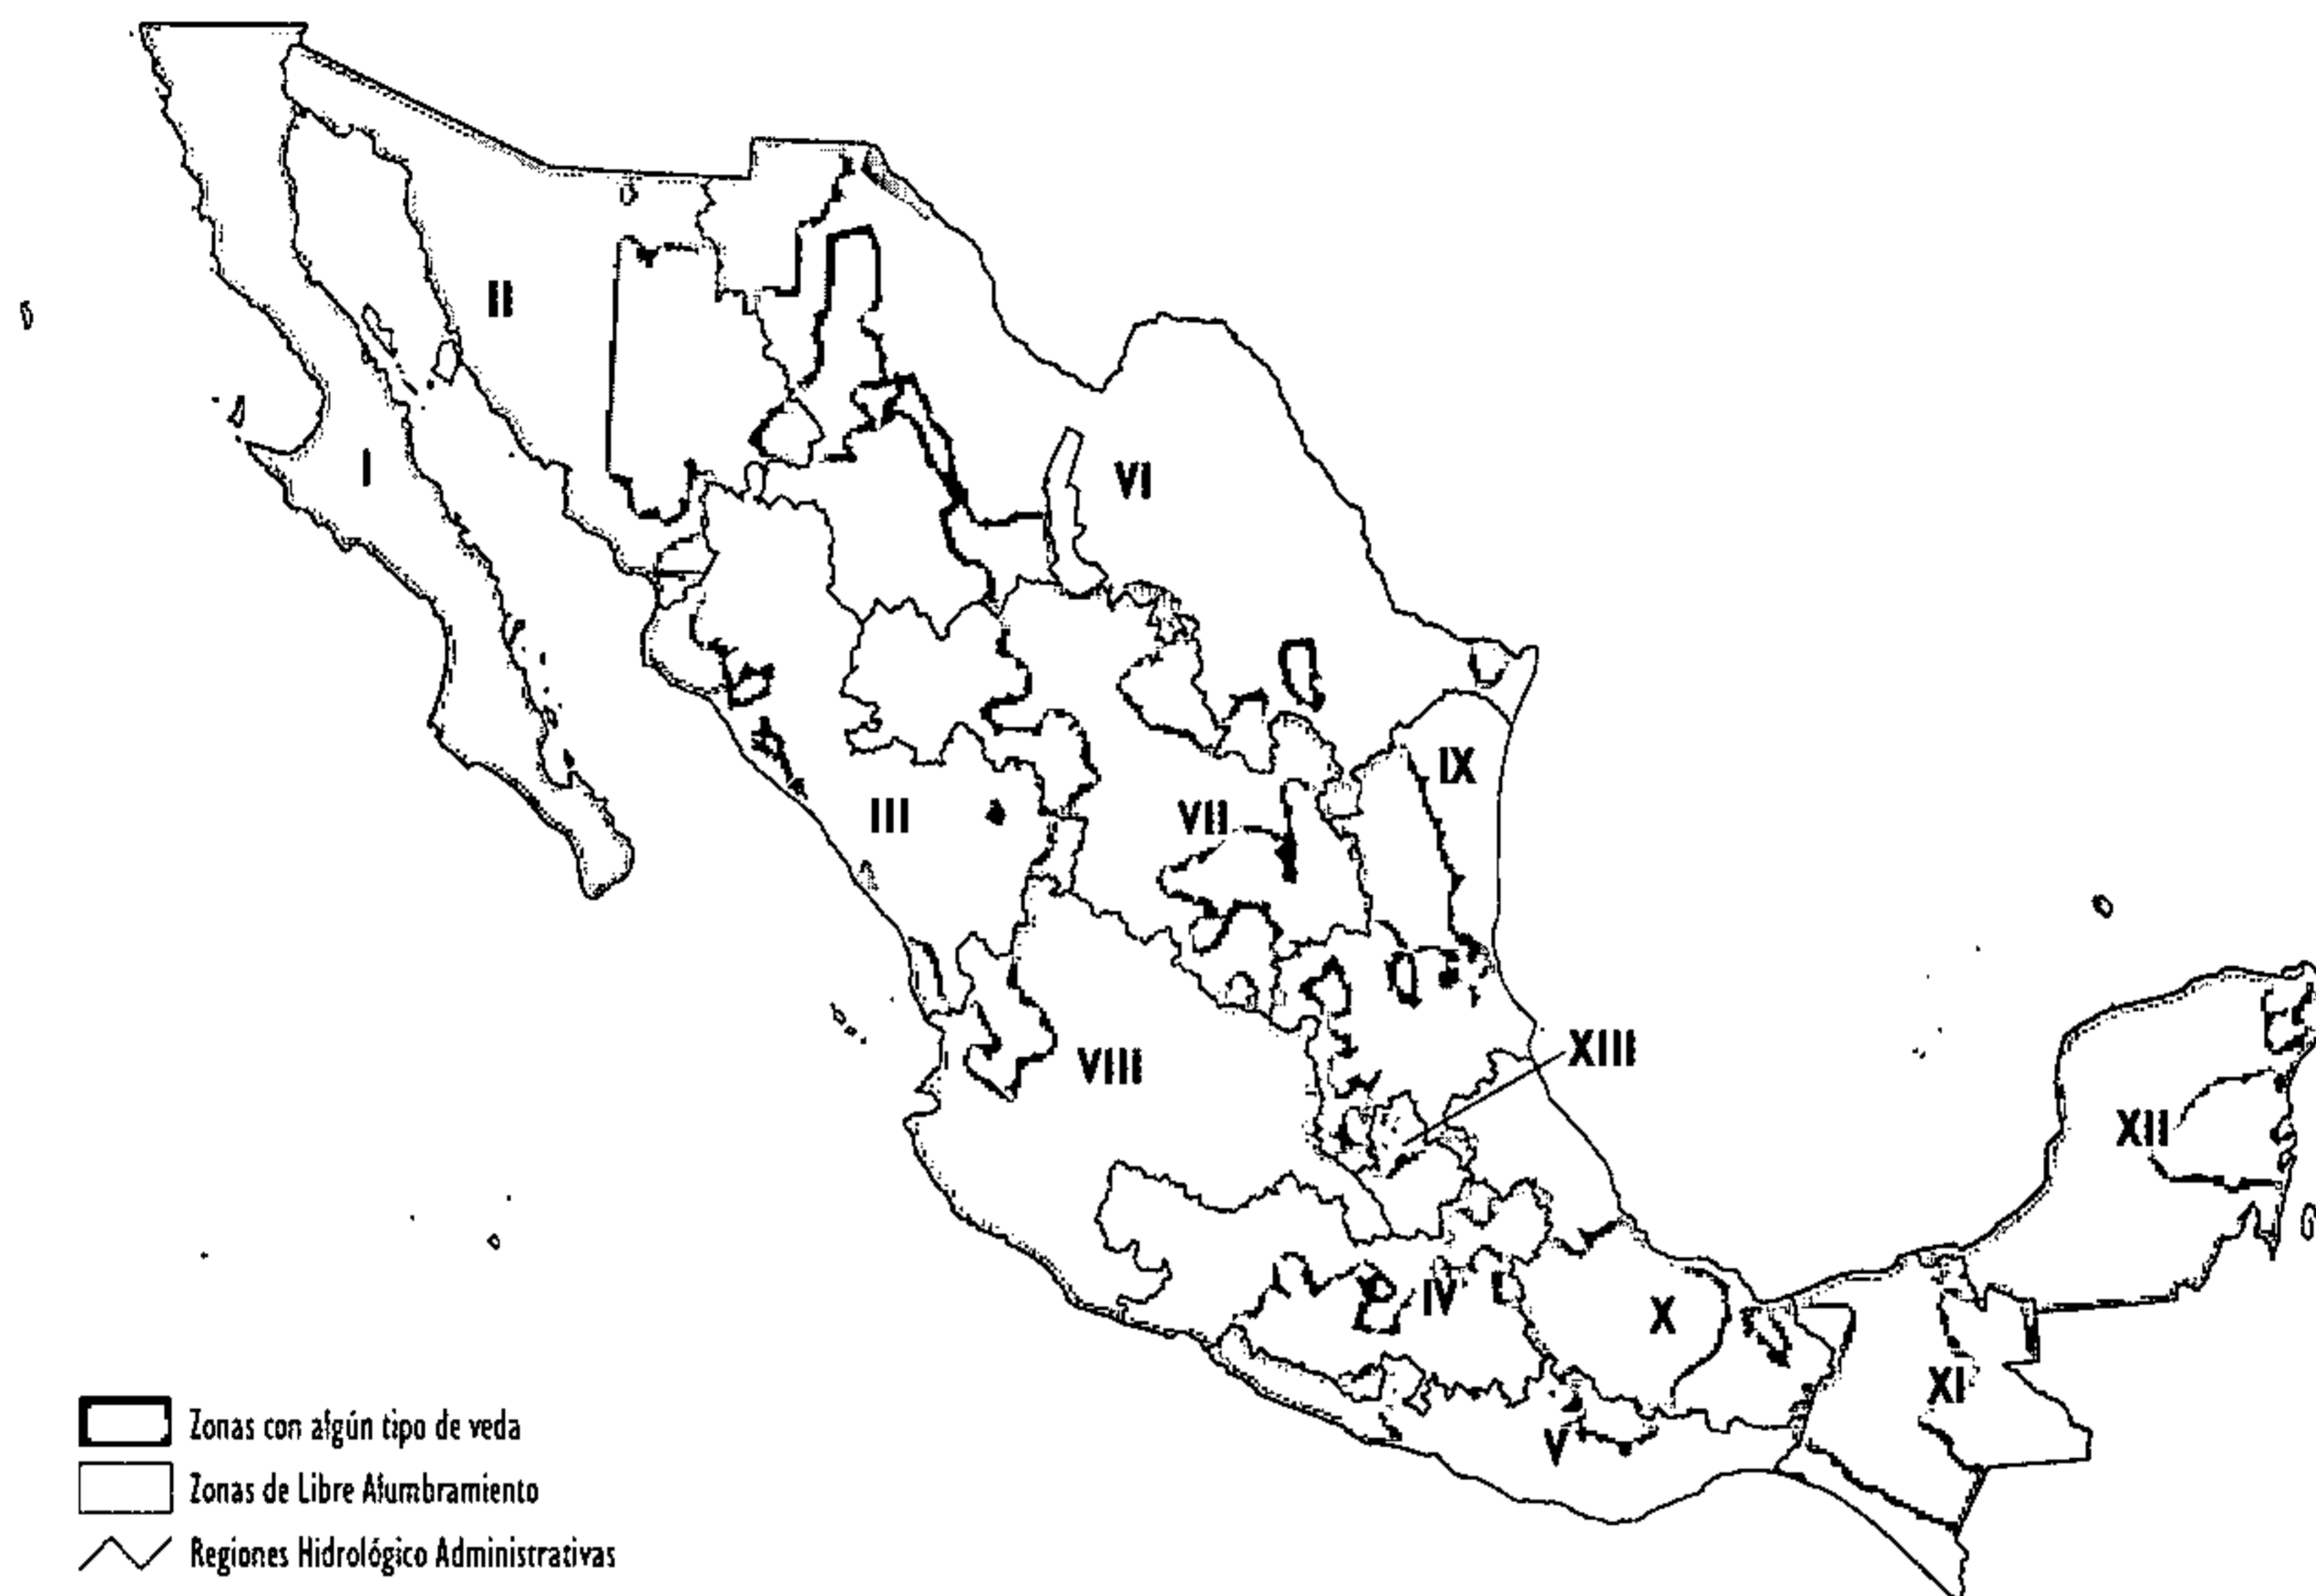 II
I
VI
IX
III
VII
XIII
VIII
XII
IV
X
XI
V
Zonas con algún tipo de veda
Zonas de Libre Alumbramiento
Regiones Hidrológico Administrativas